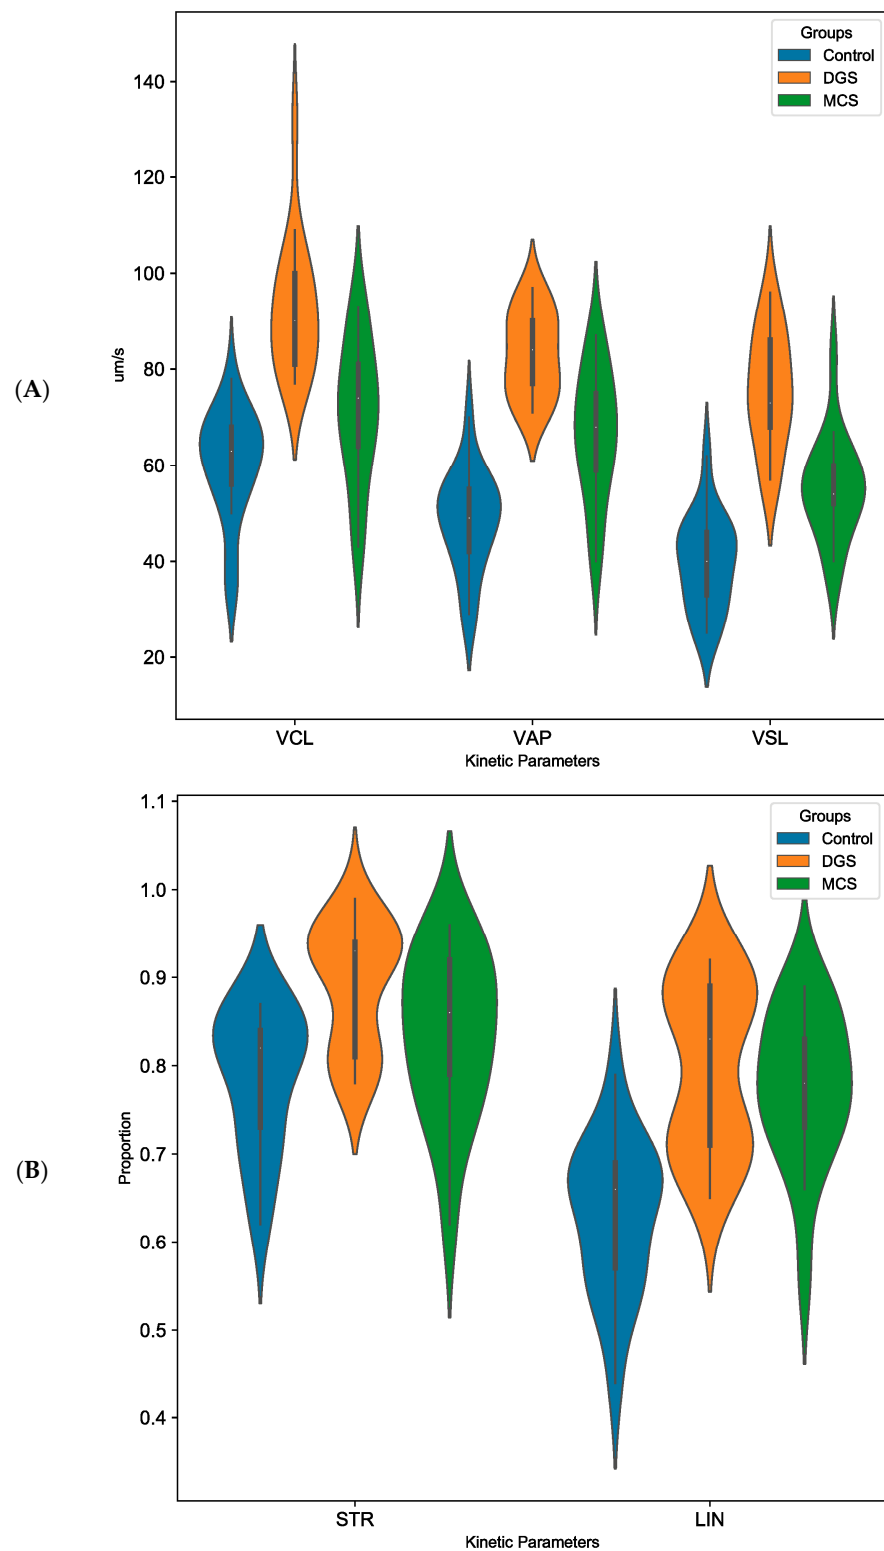 (A)
140
120
100
80
60
40
20
um/s
Groups
Control
DGS
MCS
VCL
VAP
VSL
Kinetic Parameters
(B)
1.1
1.0
0.9
0.8
0.7
0.6
0.5
0.4
Proportion
Groups
Control
DGS
MCS
STR
LIN
Kinetic Parameters